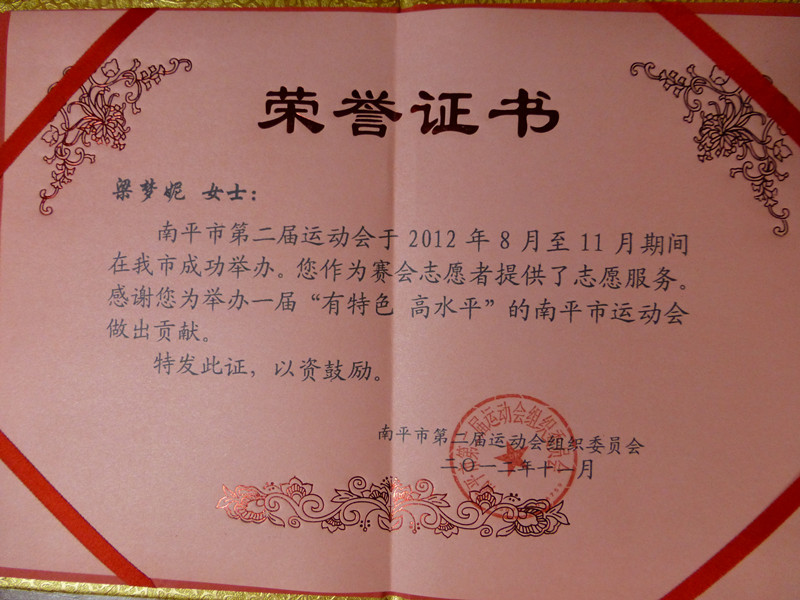 荣誉证书
梁梦妮 女士：
南平市第二届运动会于 2012 年 8 月至 11 月期间
在我市成功举办。您作为赛会志愿者提供了志愿服务。
感谢您为举办一届“有特色 高水平”的南平市运动会
做出贡献。
特发此证，以资鼓励。
南平市第二届运动会组织委员会
二〇一二年十一月